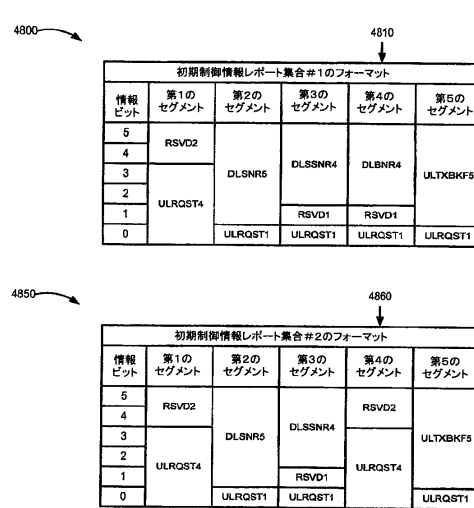 4800
4810
初期制御情報レポート集合#1のフォーマット
情報ビット 第1のセグメント 第2のセグメント 第3のセグメント 第4のセグメント 第5のセグメント
5
4
3
2
1
0
RSVD2
ULRQST4
DLSNR5
ULRQST1
DLSSNR4
RSVD1
ULRQST1
DLBNR4
RSVD1
ULRQST1
ULTXBKF5
ULRQST1
4850
4860
初期制御情報レポート集合#2のフォーマット
情報ビット 第1のセグメント 第2のセグメント 第3のセグメント 第4のセグメント 第5のセグメント
5
4
3
2
1
0
RSVD2
ULRQST4
DLSNR5
ULRQST1
DLSSNR4
RSVD1
ULRQST1
RSVD2
ULRQST4
ULTXBKF5
ULRQST1